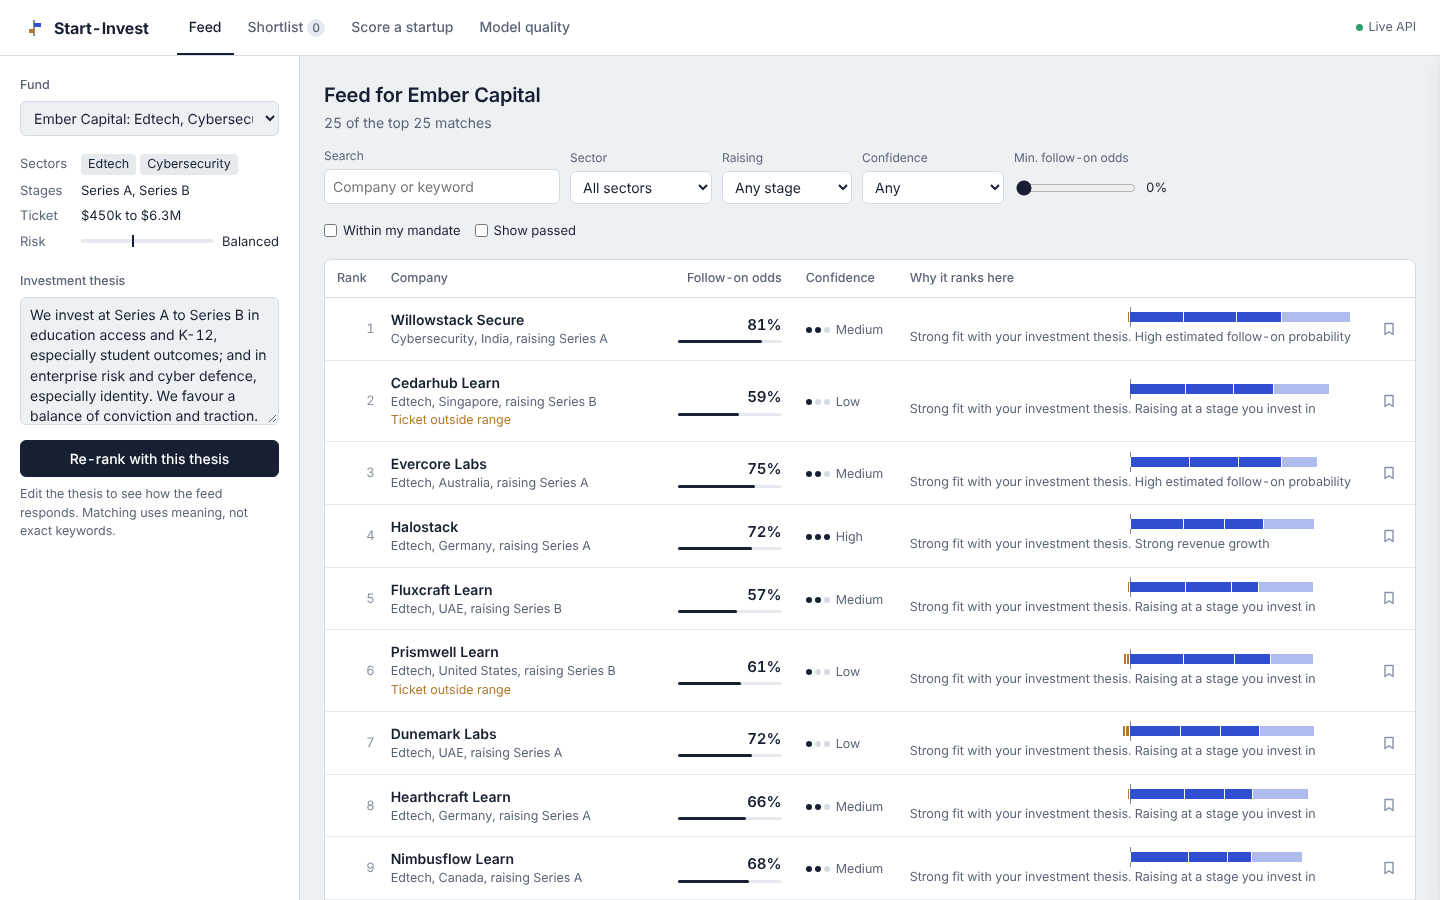 Start-Invest
Feed
Shortlist 0
Score a startup
Model quality
Live API
Fund
Ember Capital: Edtech, Cybersecu
Sectors Edtech Cybersecurity
Stages Series A, Series B
Ticket $450k to $6.3M
Risk Balanced
Investment thesis
We invest at Series A to Series B in
education access and K-12,
especially student outcomes; and in
enterprise risk and cyber defence,
especially identity. We favour a
balance of conviction and traction.
Re-rank with this thesis
Edit the thesis to see how the feed
responds. Matching uses meaning, not
exact keywords.
Feed for Ember Capital
25 of the top 25 matches
Search
Company or keyword
Sector
All sectors
Raising
Any stage
Confidence
Any
Min. follow-on odds
0%
Within my mandate
Show passed
Rank Company Follow-on odds Confidence Why it ranks here
1
Willowstack Secure
Cybersecurity, India, raising Series A
81%
Medium
Strong fit with your investment thesis. High estimated follow-on probability
2
Cedarhub Learn
Edtech, Singapore, raising Series B
Ticket outside range
59%
Low
Strong fit with your investment thesis. Raising at a stage you invest in
3
Evercore Labs
Edtech, Australia, raising Series A
75%
Medium
Strong fit with your investment thesis. High estimated follow-on probability
4
Halostack
Edtech, Germany, raising Series A
72%
High
Strong fit with your investment thesis. Strong revenue growth
5
Fluxcraft Learn
Edtech, UAE, raising Series B
57%
Medium
Strong fit with your investment thesis. Raising at a stage you invest in
6
Prismwell Learn
Edtech, United States, raising Series B
Ticket outside range
61%
Low
Strong fit with your investment thesis. Raising at a stage you invest in
7
Dunemark Labs
Edtech, UAE, raising Series A
72%
Low
Strong fit with your investment thesis. Raising at a stage you invest in
8
Hearthcraft Learn
Edtech, Germany, raising Series A
66%
Medium
Strong fit with your investment thesis. Raising at a stage you invest in
9
Nimbusflow Learn
Edtech, Canada, raising Series A
68%
Medium
Strong fit with your investment thesis. Raising at a stage you invest in